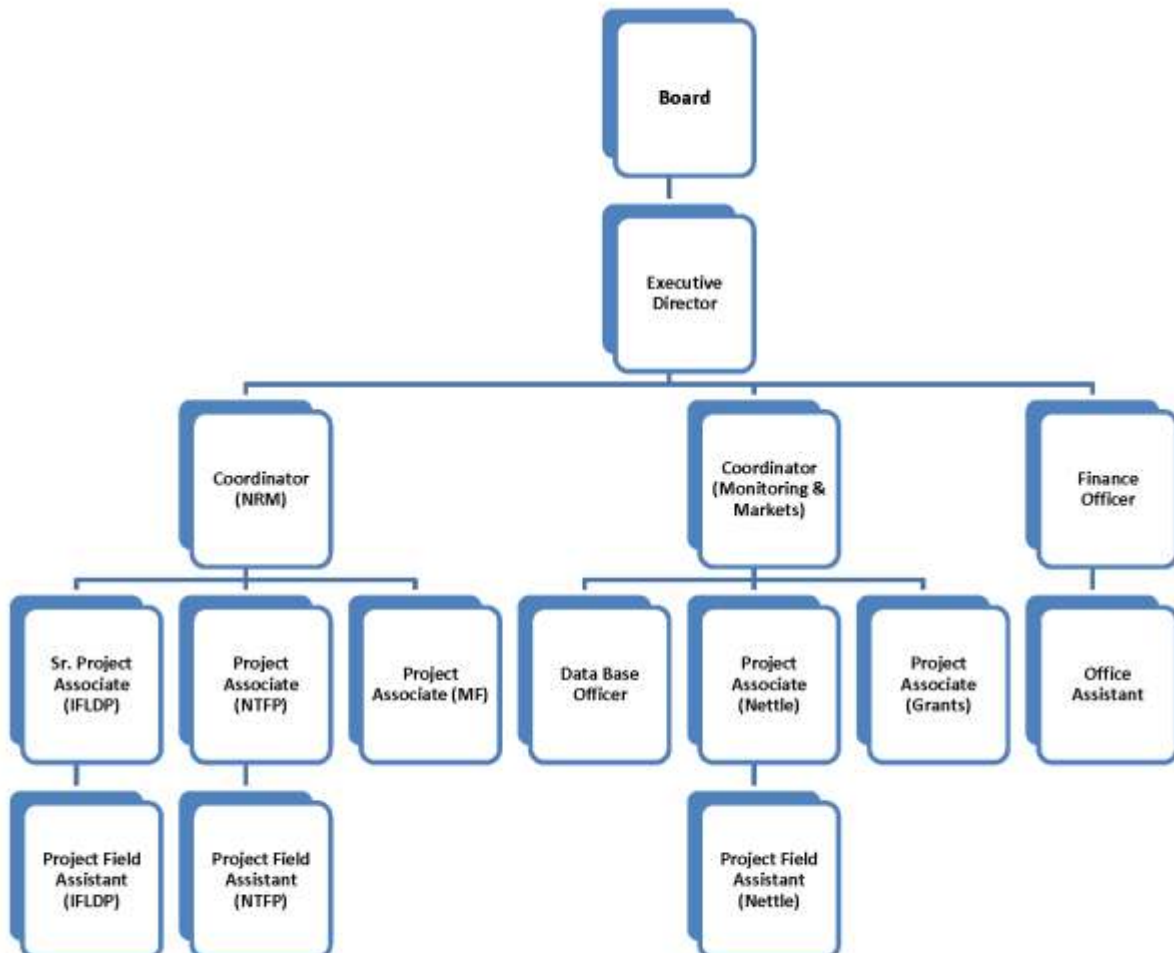 Board
Executive
Director
Coordinator
(NRM)
Coordinator
(Monitoring &
Markets)
Finance
Officer
Sr. Project
Associate
(IFLDP)
Project
Associate
(NTFP)
Project
Associate (MF)
Data Base
Officer
Project
Associate
(Nettle)
Project
Associate
(Grants)
Office
Assistant
Project Field
Assistant
(IFLDP)
Project Field
Assistant
(NTFP)
Project Field
Assistant
(Nettle)